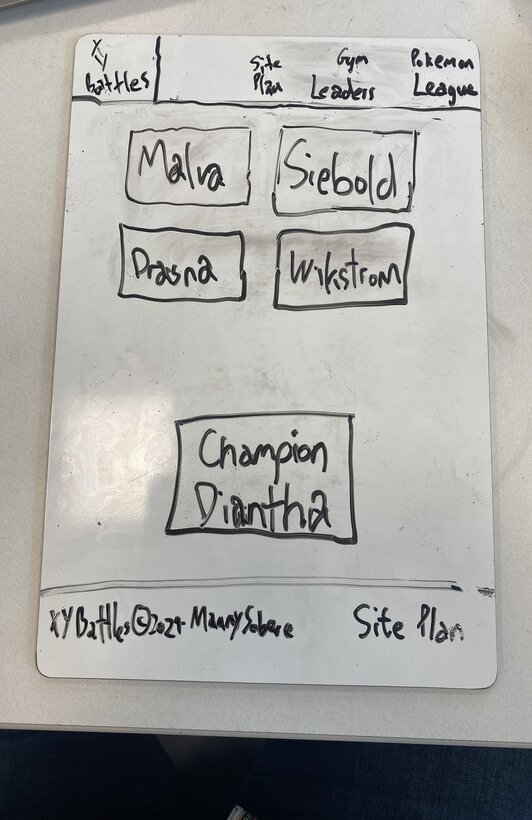 X
Y
Battles
Site
Plan
Gym
Leaders
Pokemon
League
Malva
Siebold
Drasna
Wikstrom
Champion
Diantha
XY Battles © 2024 Manny Sobere
Site Plan